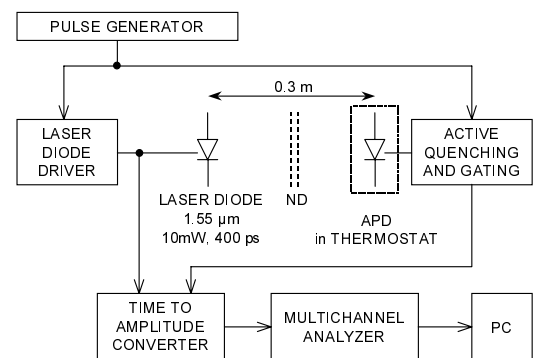 PULSE GENERATOR
0.3 m
LASER
DIODE
DRIVER
ACTIVE
QUENCHING
AND GATING
LASER DIODE
1.55 µm
10mW, 400 ps
ND
APD
in THERMOSTAT
TIME TO
AMPLITUDE
CONVERTER
MULTICHANNEL
ANALYZER
PC